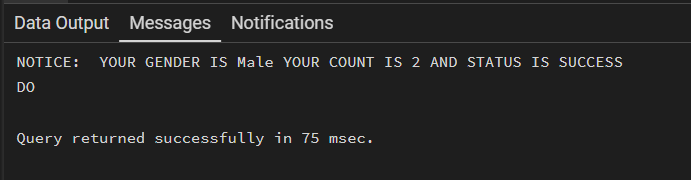 Data Output Messages Notifications
NOTICE:  YOUR GENDER IS Male YOUR COUNT IS 2 AND STATUS IS SUCCESS
DO
Query returned successfully in 75 msec.